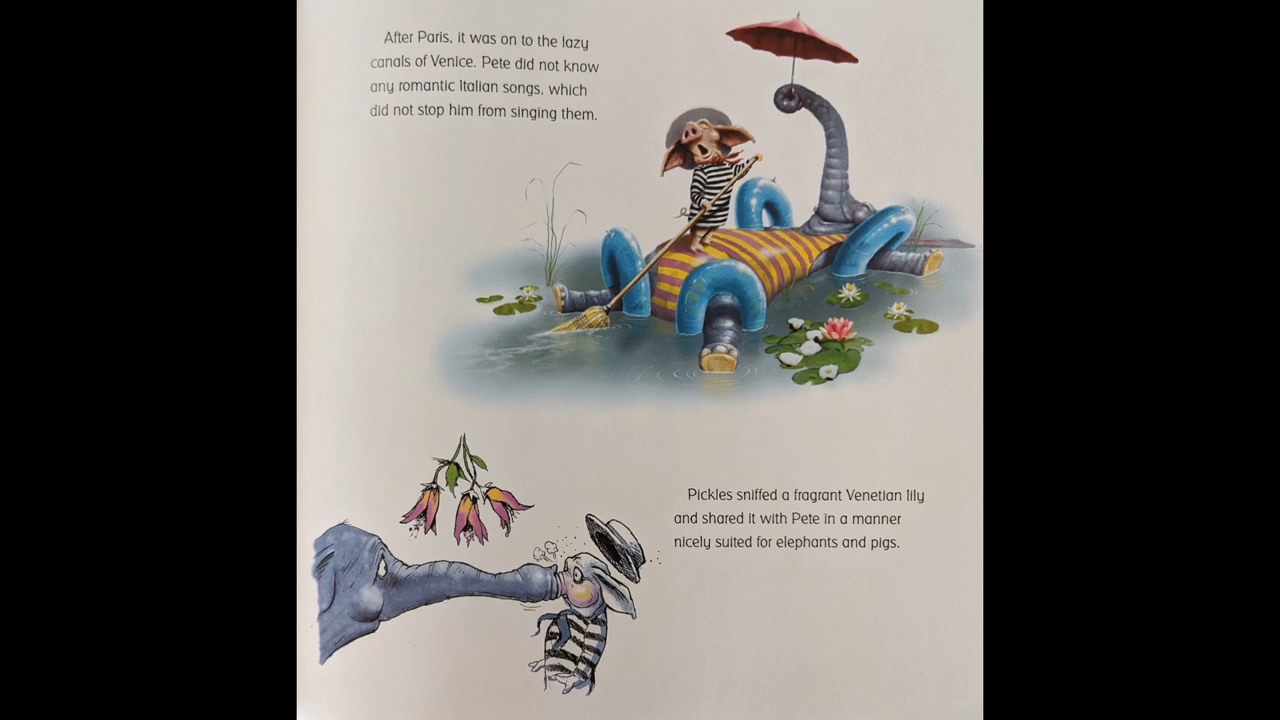 After Paris, it was on to the lazy
canals of Venice. Pete did not know
any romantic Italian songs, which
did not stop him from singing them.
Pickles sniffed a fragrant Venetian lily
and shared it with Pete in a manner
nicely suited for elephants and pigs.